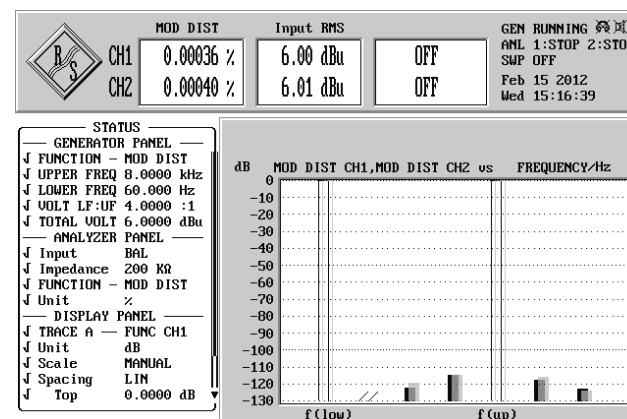 MOD DIST Input RMS
R S
CH1 0.00036 % 6.00 dBu OFF
CH2 0.00040 % 6.01 dBu OFF
GEN RUNNING
ANL 1:STOP 2:STO
SWP OFF
Feb 15 2012
Wed 15:16:39
STATUS
GENERATOR PANEL
√ FUNCTION - MOD DIST
√ UPPER FREQ 8.0000 kHz
√ LOWER FREQ 60.000 Hz
√ VOLT LF:UF 4.0000 :1
√ TOTAL VOLT 6.0000 dBu
ANALYZER PANEL
√ Input BAL
√ Impedance 200 KΩ
√ FUNCTION - MOD DIST
√ Unit %
DISPLAY PANEL
√ TRACE A — FUNC CH1
√ Unit dB
√ Scale MANUAL
√ Spacing LIN
√ Top 0.0000 dB
dB MOD DIST CH1,MOD DIST CH2 vs FREQUENCY/Hz
0
-10
-20
-30
-40
-50
-60
-70
-80
-90
-100
-110
-120
-130
f(low) f(up)